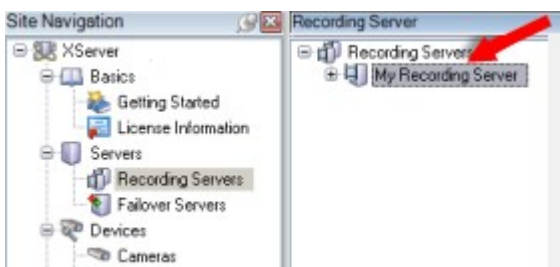 Site Navigation
XServer
Basics
Getting Started
License Information
Servers
Recording Servers
Failover Servers
Devices
Cameras
Recording Server
Recording Servers
My Recording Server